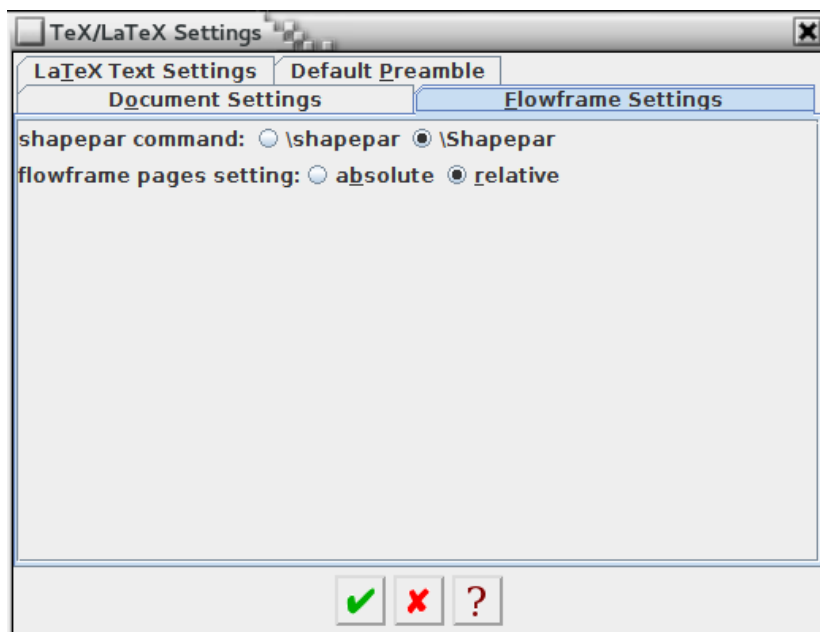 TeX/LaTeX Settings
LaTeX Text Settings Default Preamble
Document Settings Flowframe Settings
shapepar command: \shapepar \Shapepar
flowframe pages setting: absolute relative
?